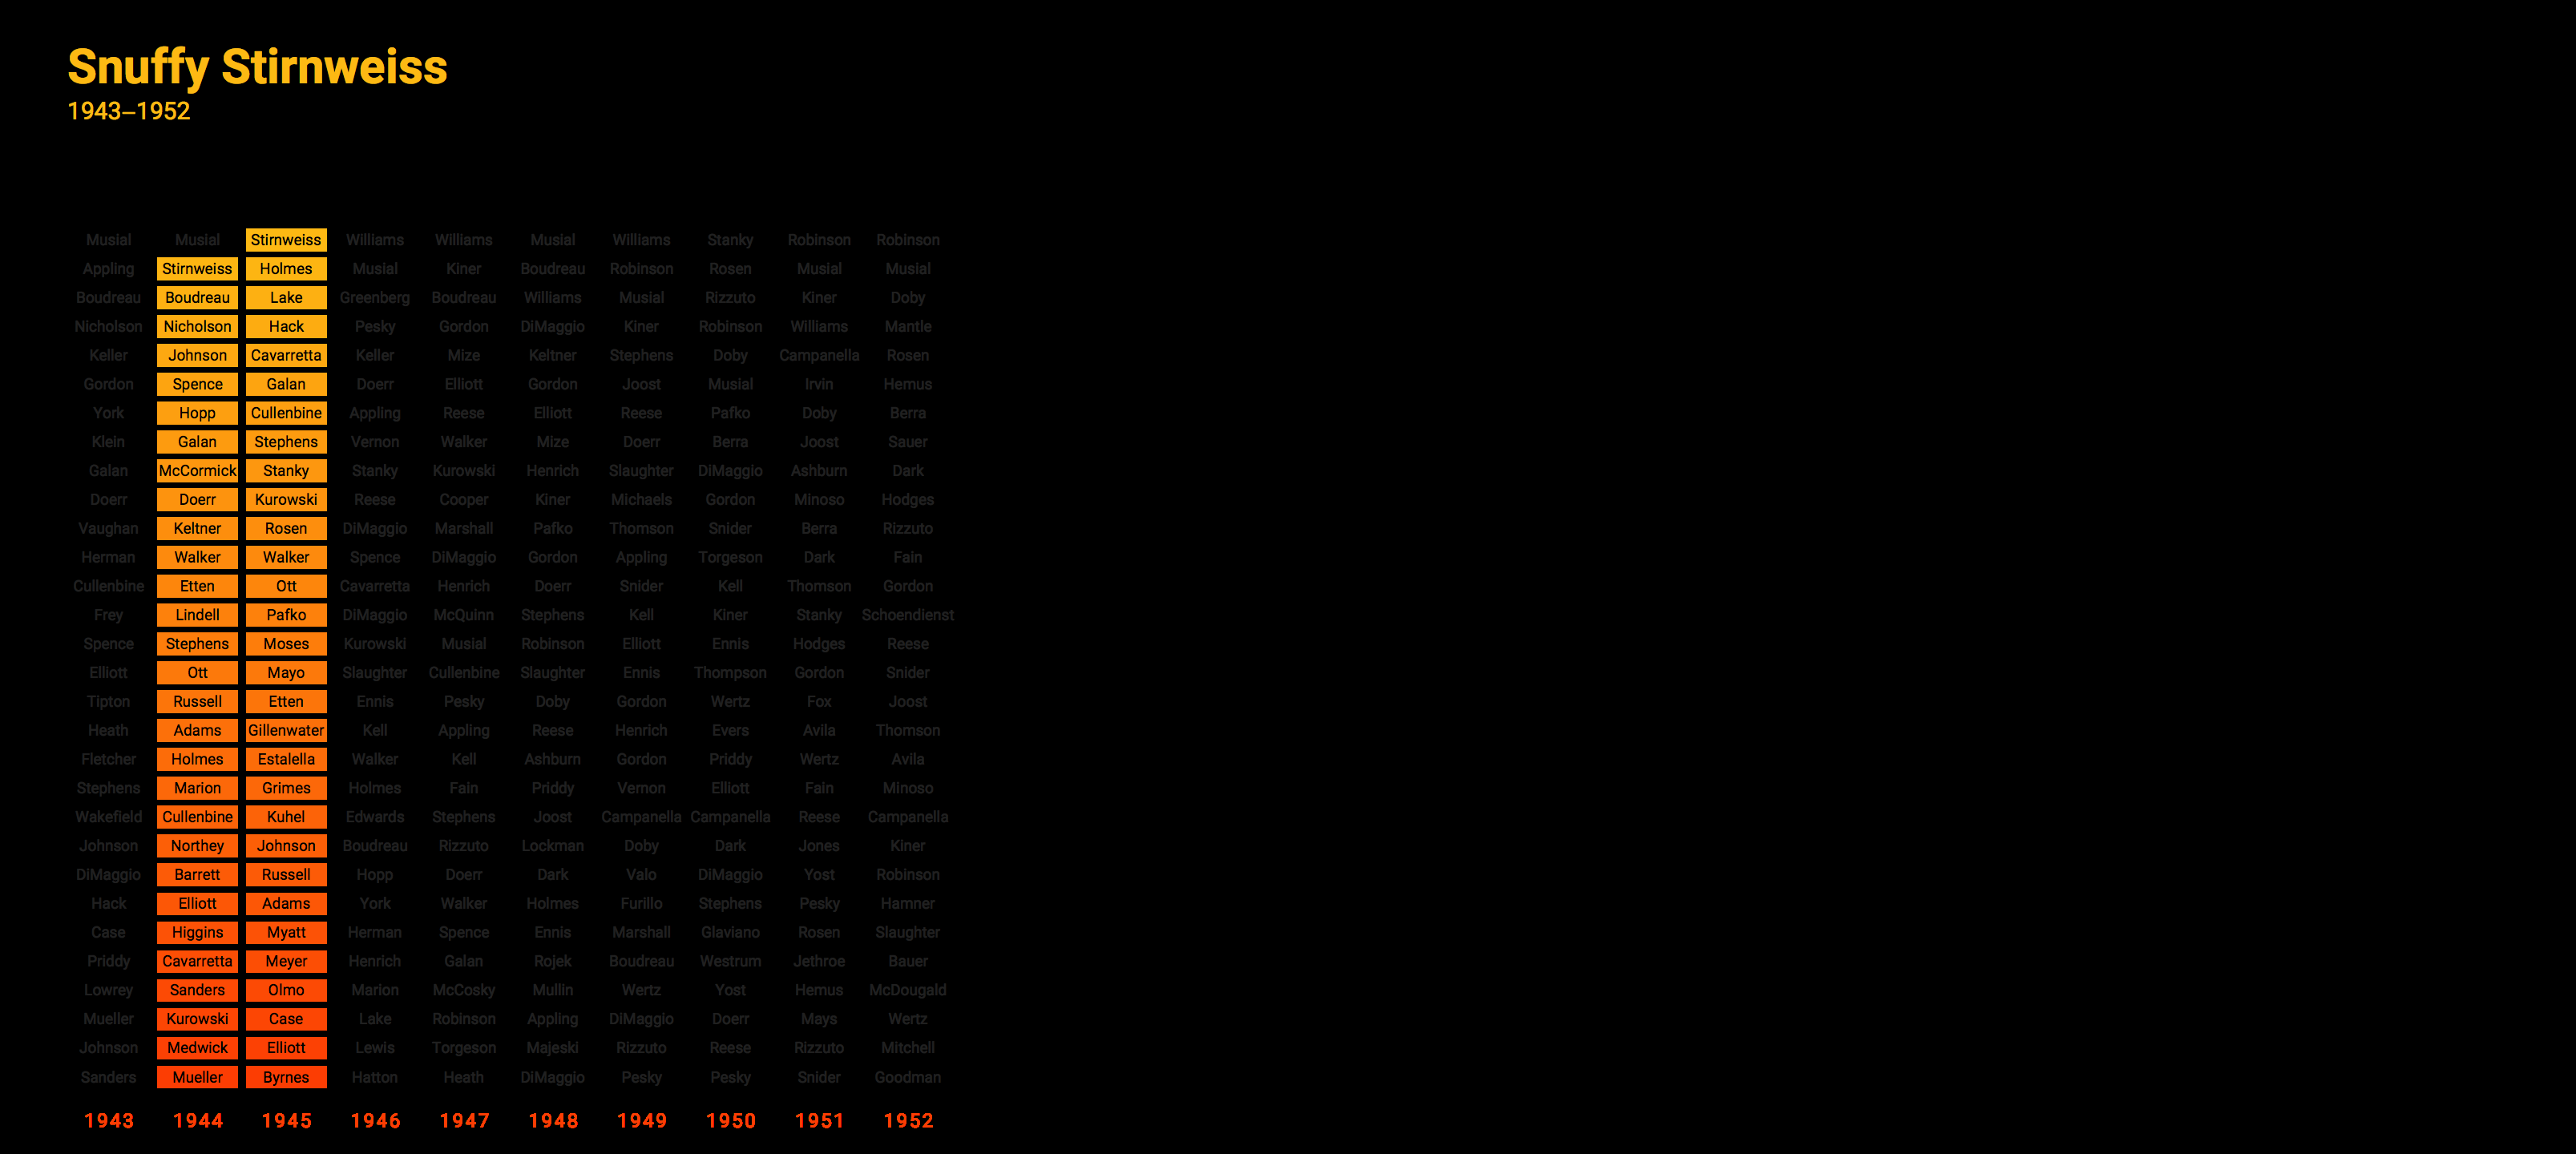 Snuffy Stirnweiss
1943–1952
Musial Musial Stirnweiss Williams Williams Musial Williams Stanky Robinson Robinson
Appling Stirnweiss Holmes Musial Kiner Boudreau Robinson Rosen Musial Musial
Boudreau Boudreau Lake Greenberg Boudreau Williams Musial Rizzuto Kiner Doby
Nicholson Nicholson Hack Pesky Gordon DiMaggio Kiner Robinson Williams Mantle
Keller Johnson Cavarretta Keller Mize Keltner Stephens Doby Campanella Rosen
Gordon Spence Galan Doerr Elliott Gordon Joost Musial Irvin Hemus
York Hopp Cullenbine Appling Reese Elliott Reese Pafko Doby Berra
Klein Galan Stephens Vernon Walker Mize Doerr Berra Joost Sauer
Galan McCormick Stanky Stanky Kurowski Henrich Slaughter DiMaggio Ashburn Dark
Doerr Doerr Kurowski Reese Cooper Kiner Michaels Gordon Minoso Hodges
Vaughan Keltner Rosen DiMaggio Marshall Pafko Thomson Snider Berra Rizzuto
Herman Walker Walker Spence DiMaggio Gordon Appling Torgeson Dark Fain
Cullenbine Etten Ott Cavarretta Henrich Doerr Snider Kell Thomson Gordon
Frey Lindell Pafko DiMaggio McQuinn Stephens Kell Kiner Stanky Schoendienst
Spence Stephens Moses Kurowski Musial Robinson Elliott Ennis Hodges Reese
Elliott Ott Mayo Slaughter Cullenbine Slaughter Ennis Thompson Gordon Snider
Tipton Russell Etten Ennis Pesky Doby Gordon Wertz Fox Joost
Heath Adams Gillenwater Kell Appling Reese Henrich Evers Avila Thomson
Fletcher Holmes Estalella Walker Kell Ashburn Gordon Priddy Wertz Avila
Stephens Marion Grimes Holmes Fain Priddy Vernon Elliott Fain Minoso
Wakefield Cullenbine Kuhel Edwards Stephens Joost Campanella Campanella Reese Campanella
Johnson Northey Johnson Boudreau Rizzuto Lockman Doby Dark Jones Kiner
DiMaggio Barrett Russell Hopp Doerr Dark Valo DiMaggio Yost Robinson
Hack Elliott Adams York Walker Holmes Furillo Stephens Pesky Hamner
Case Higgins Myatt Herman Spence Ennis Marshall Glaviano Rosen Slaughter
Priddy Cavarretta Meyer Henrich Galan Rojek Boudreau Westrum Jethroe Bauer
Lowrey Sanders Olmo Marion McCosky Mullin Wertz Yost Hemus McDougald
Mueller Kurowski Case Lake Robinson Appling DiMaggio Doerr Mays Wertz
Johnson Medwick Elliott Lewis Torgeson Majeski Rizzuto Reese Rizzuto Mitchell
Sanders Mueller Byrnes Hatton Heath DiMaggio Pesky Pesky Snider Goodman
1943 1944 1945 1946 1947 1948 1949 1950 1951 1952